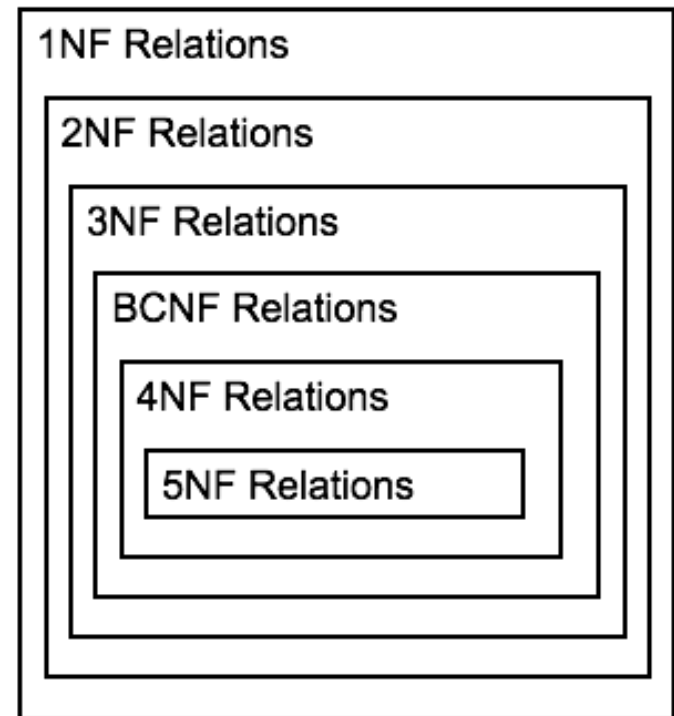 1NF Relations
2NF Relations
3NF Relations
BCNF Relations
4NF Relations
5NF Relations